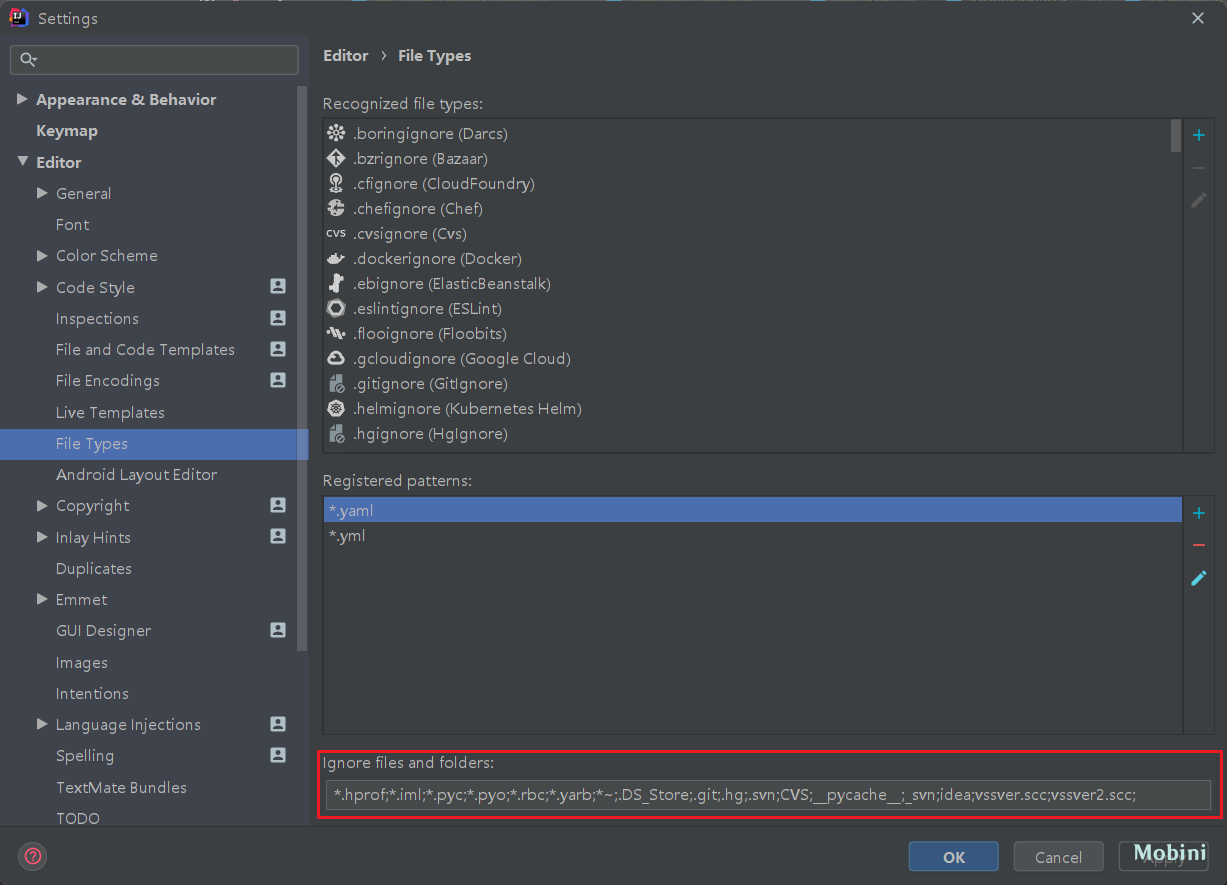 Settings
Editor › File Types
Appearance & Behavior
Keymap
Editor
General
Font
Color Scheme
Code Style
Inspections
File and Code Templates
File Encodings
Live Templates
File Types
Android Layout Editor
Copyright
Inlay Hints
Duplicates
Emmet
GUI Designer
Images
Intentions
Language Injections
Spelling
TextMate Bundles
TODO
Recognized file types:
.boringignore (Darcs)
.bzrignore (Bazaar)
.cfignore (CloudFoundry)
.chefignore (Chef)
cvs .cvsignore (Cvs)
.dockerignore (Docker)
.ebignore (ElasticBeanstalk)
.eslintignore (ESLint)
.flooignore (Floobits)
.gcloudignore (Google Cloud)
.gitignore (GitIgnore)
.helmignore (Kubernetes Helm)
.hgignore (HgIgnore)
Registered patterns:
*.yaml
*.yml
Ignore files and folders:
*.hprof;*.iml;*.pyc;*.pyo;*.rbc;*.yarb;*~;.DS_Store;.git;.hg;.svn;CVS;__pycache__;_svn;idea;vssver.scc;vssver2.scc;
OK
Cancel
Mobini